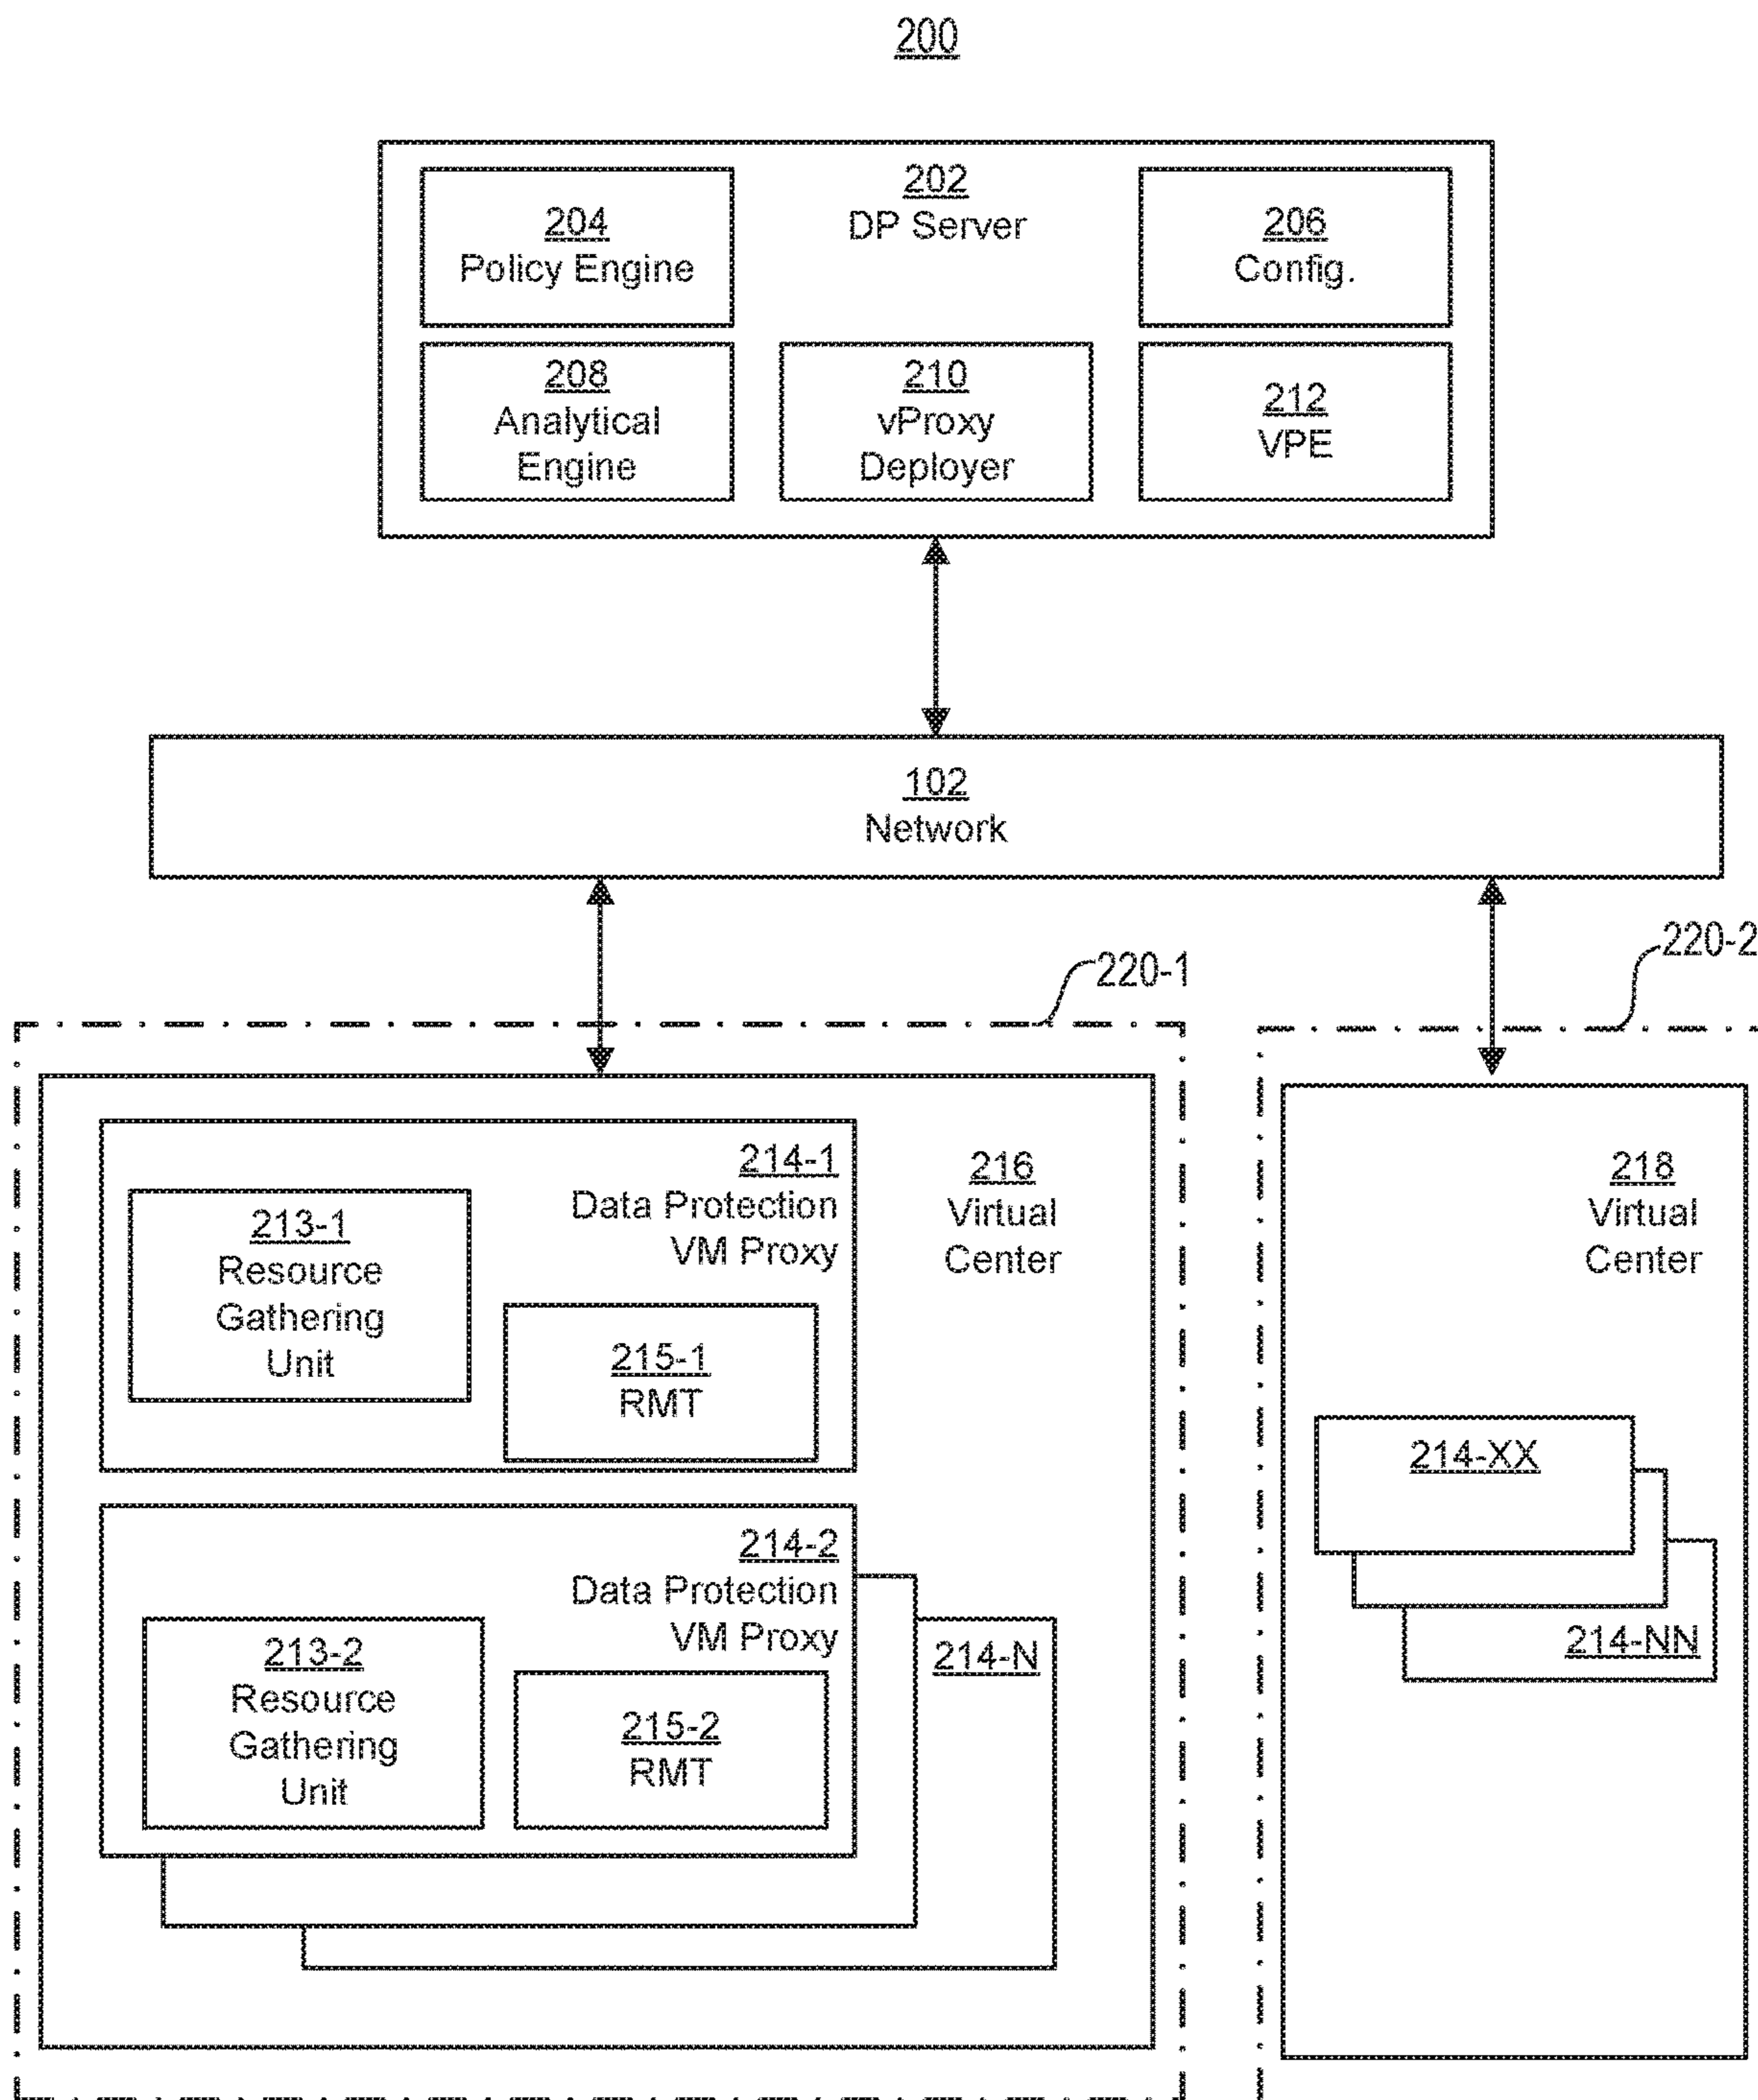 200
202
DP Server
204
Policy Engine
206
Config.
208
Analytical
Engine
210
vProxy
Deployer
212
VPE
102
Network
220-1
220-2
214-1
Data Protection
VM Proxy
213-1
Resource
Gathering
Unit
215-1
RMT
216
Virtual
Center
214-2
Data Protection
VM Proxy
213-2
Resource
Gathering
Unit
215-2
RMT
214-N
218
Virtual
Center
214-XX
214-NN